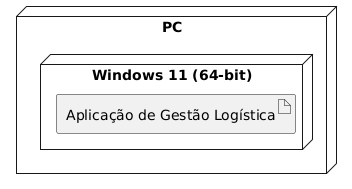 PC
Windows 11 (64-bit)
Aplicação de Gestão Logística